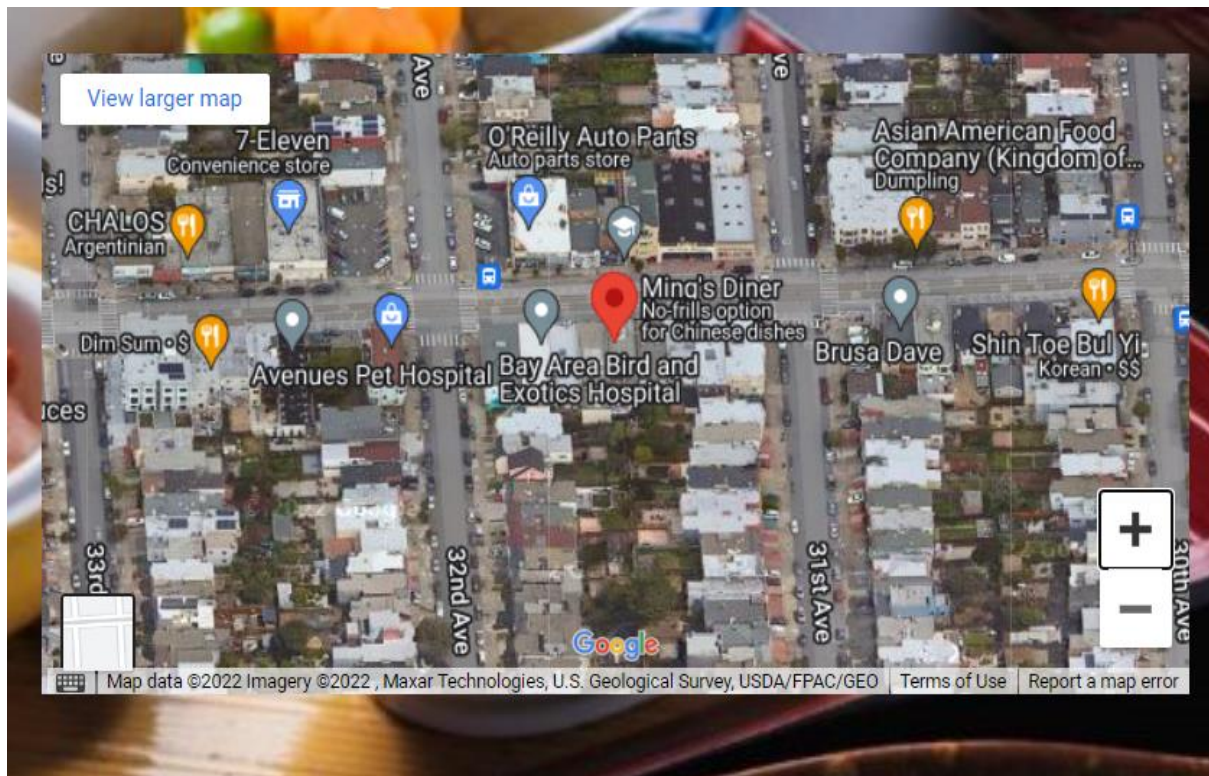 View larger map
Ave
7-Eleven
Convenience store
O'Reilly Auto Parts
Auto parts store
Asian American Food
Company (Kingdom of...
Dumpling
CHALOS
Argentinian
Ming's Diner
No-frills option
for Chinese dishes
Dim Sum • $
Avenues Pet Hospital
Bay Area Bird and
Exotics Hospital
Brusa Dave
Shin Toe Bul Yi
Korean • $$
33rd
32nd Ave
31st Ave
30th Ave
Google
Map data ©2022 Imagery ©2022 , Maxar Technologies, U.S. Geological Survey, USDA/FPAC/GEO
Terms of Use
Report a map error